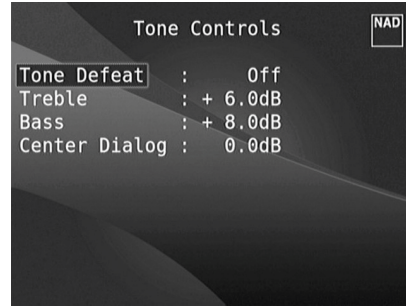 Tone Controls
NAD
Tone Defeat : Off
Treble : + 6.0dB
Bass : + 8.0dB
Center Dialog : 0.0dB